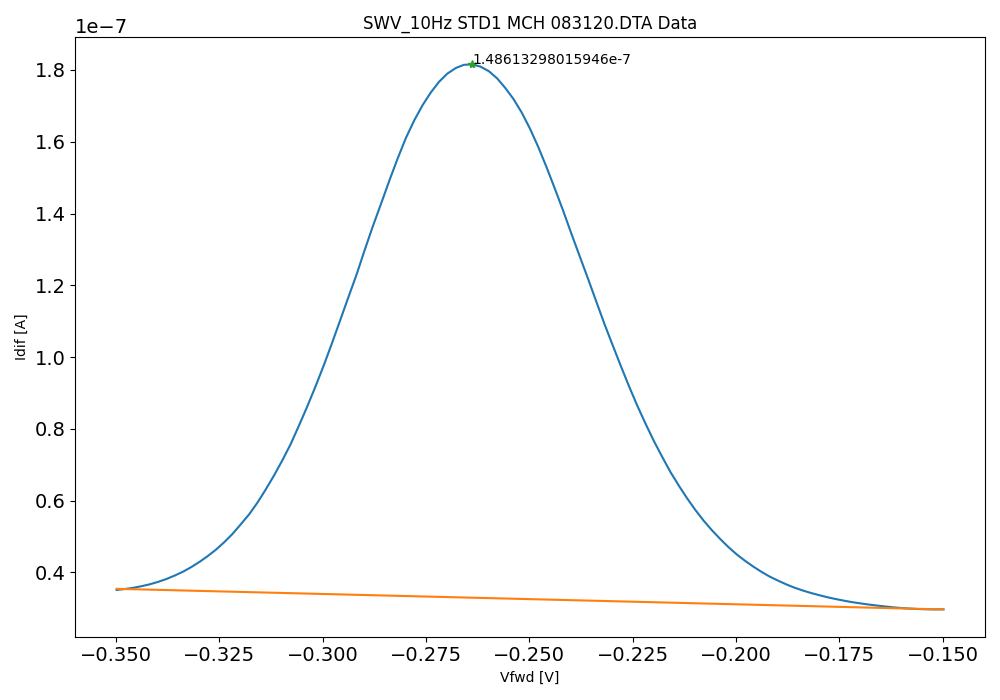 SWV_10Hz STD1 MCH 083120.DTA Data
1e−7
1.48613298015946e-7
1.8
1.6
1.4
1.2
1.0
0.8
0.6
0.4
Idif [A]
−0.350 −0.325 −0.300 −0.275 −0.250 −0.225 −0.200 −0.175 −0.150
Vfwd [V]